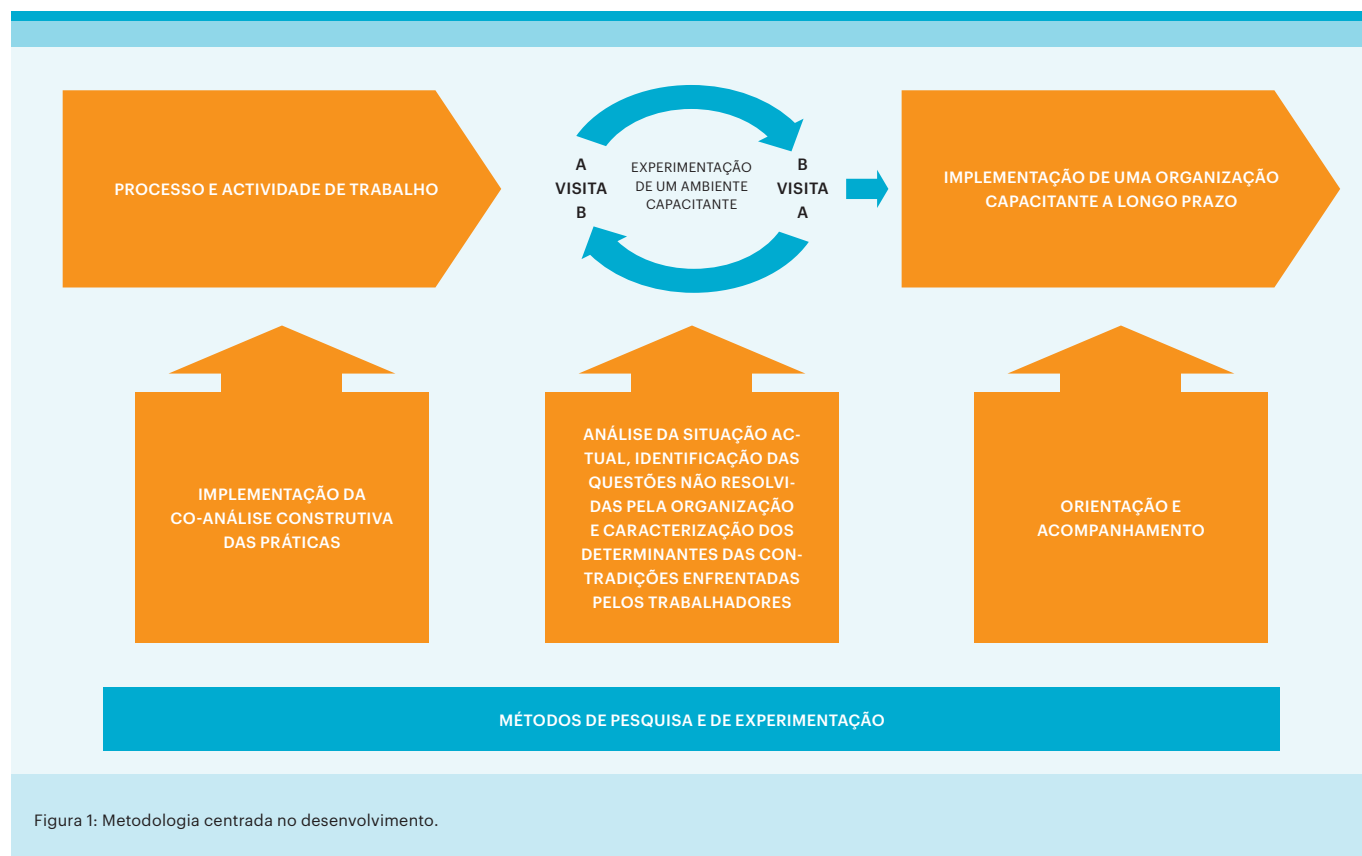 PROCESSO E ACTIVIDADE DE TRABALHO
A
VISITA
B
EXPERIMENTAÇÃO
DE UM AMBIENTE
CAPACITANTE
B
VISITA
A
IMPLEMENTAÇÃO DE UMA ORGANIZAÇÃO
CAPACITANTE A LONGO PRAZO
IMPLEMENTAÇÃO DA
CO-ANÁLISE CONSTRUTIVA
DAS PRÁTICAS
ANÁLISE DA SITUAÇÃO AC-
TUAL, IDENTIFICAÇÃO DAS
QUESTÕES NÃO RESOLVI-
DAS PELA ORGANIZAÇÃO
E CARACTERIZAÇÃO DOS
DETERMINANTES DAS CON-
TRADIÇÕES ENFRENTADAS
PELOS TRABALHADORES
ORIENTAÇÃO E
ACOMPANHAMENTO
MÉTODOS DE PESQUISA E DE EXPERIMENTAÇÃO
Figura 1: Metodologia centrada no desenvolvimento.